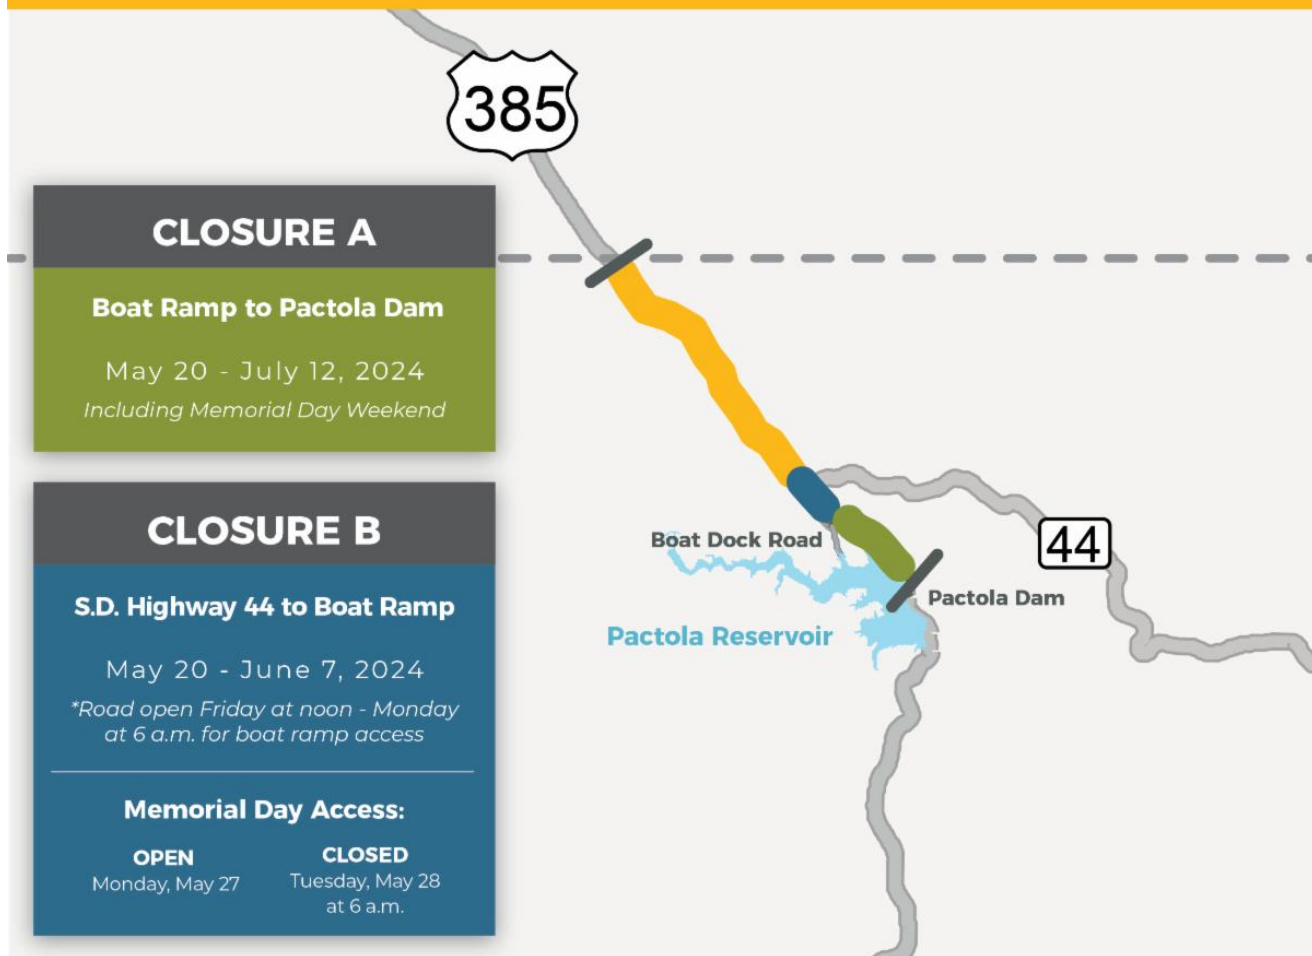 385
CLOSURE A
Boat Ramp to Pactola Dam
May 20 - July 12, 2024
Including Memorial Day Weekend
CLOSURE B
S.D. Highway 44 to Boat Ramp
May 20 - June 7, 2024
*Road open Friday at noon - Monday
at 6 a.m. for boat ramp access
Memorial Day Access:
OPEN
Monday, May 27
CLOSED
Tuesday, May 28
at 6 a.m.
Boat Dock Road
44
Pactola Dam
Pactola Reservoir